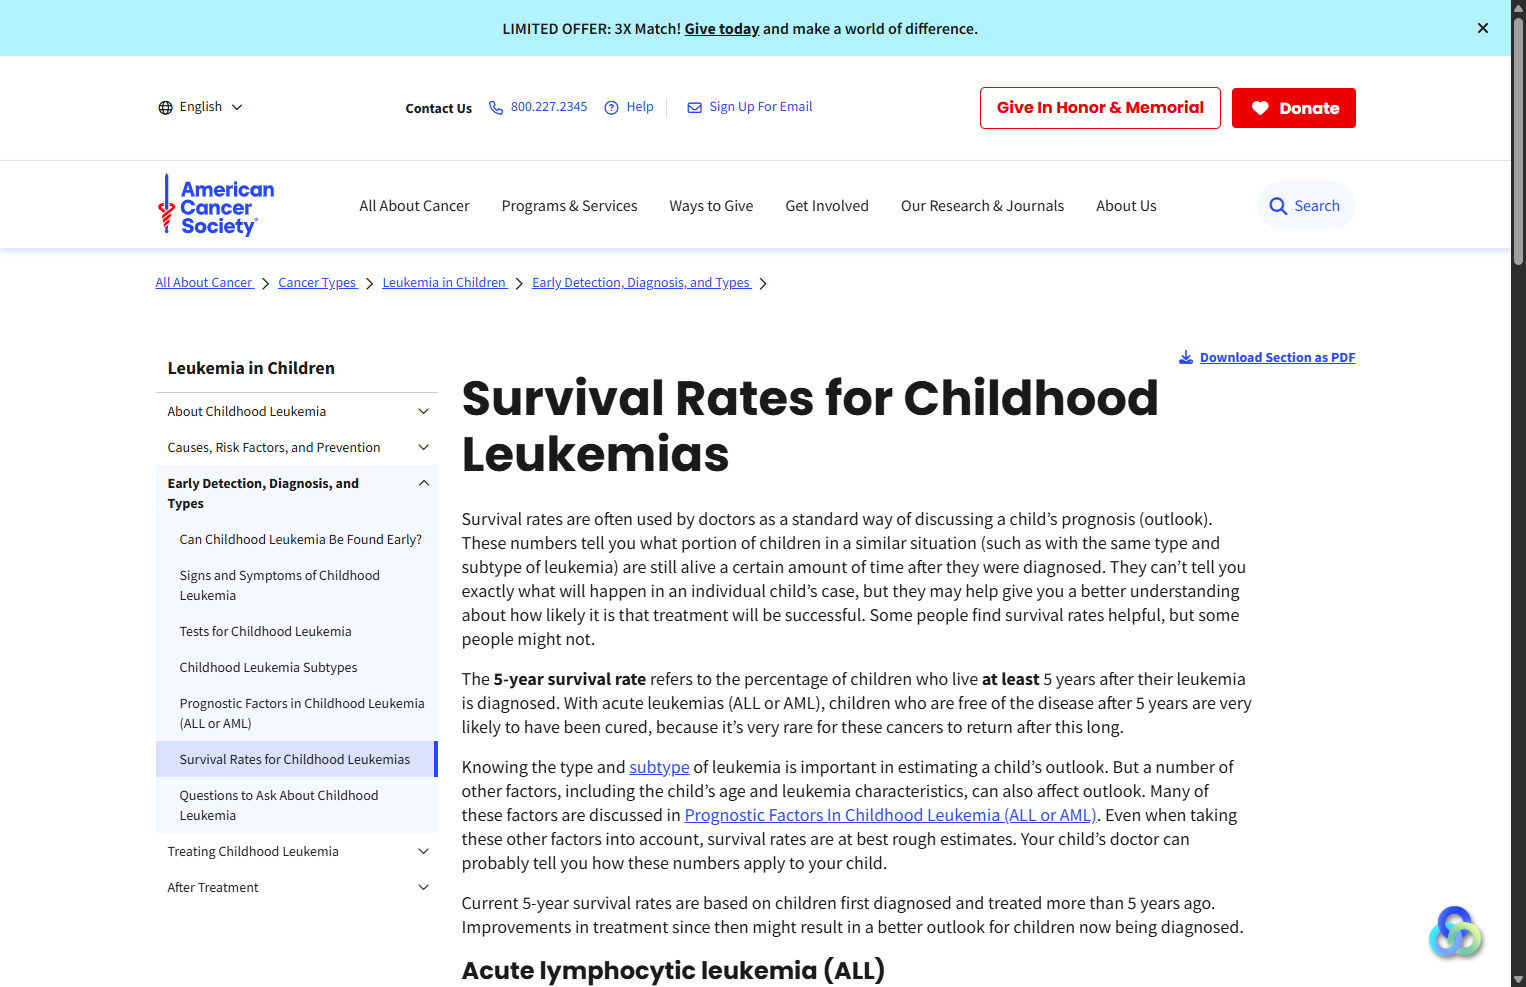 LIMITED OFFER: 3X Match! Give today and make a world of difference.
English
Contact Us
800.227.2345
Help
Sign Up For Email
Give In Honor & Memorial
Donate
American
Cancer
Society®
All About Cancer
Programs & Services
Ways to Give
Get Involved
Our Research & Journals
About Us
Search
All About Cancer
Cancer Types
Leukemia in Children
Early Detection, Diagnosis, and Types
Leukemia in Children
About Childhood Leukemia
Causes, Risk Factors, and Prevention
Early Detection, Diagnosis, and
Types
Can Childhood Leukemia Be Found Early?
Signs and Symptoms of Childhood
Leukemia
Tests for Childhood Leukemia
Childhood Leukemia Subtypes
Prognostic Factors in Childhood Leukemia
(ALL or AML)
Survival Rates for Childhood Leukemias
Questions to Ask About Childhood
Leukemia
Treating Childhood Leukemia
After Treatment
Download Section as PDF
Survival Rates for Childhood
Leukemias
Survival rates are often used by doctors as a standard way of discussing a child’s prognosis (outlook).
These numbers tell you what portion of children in a similar situation (such as with the same type and
subtype of leukemia) are still alive a certain amount of time after they were diagnosed. They can’t tell you
exactly what will happen in an individual child’s case, but they may help give you a better understanding
about how likely it is that treatment will be successful. Some people find survival rates helpful, but some
people might not.
The 5-year survival rate refers to the percentage of children who live at least 5 years after their leukemia
is diagnosed. With acute leukemias (ALL or AML), children who are free of the disease after 5 years are very
likely to have been cured, because it’s very rare for these cancers to return after this long.
Knowing the type and subtype of leukemia is important in estimating a child’s outlook. But a number of
other factors, including the child’s age and leukemia characteristics, can also affect outlook. Many of
these factors are discussed in Prognostic Factors In Childhood Leukemia (ALL or AML). Even when taking
these other factors into account, survival rates are at best rough estimates. Your child’s doctor can
probably tell you how these numbers apply to your child.
Current 5-year survival rates are based on children first diagnosed and treated more than 5 years ago.
Improvements in treatment since then might result in a better outlook for children now being diagnosed.
Acute lymphocytic leukemia (ALL)